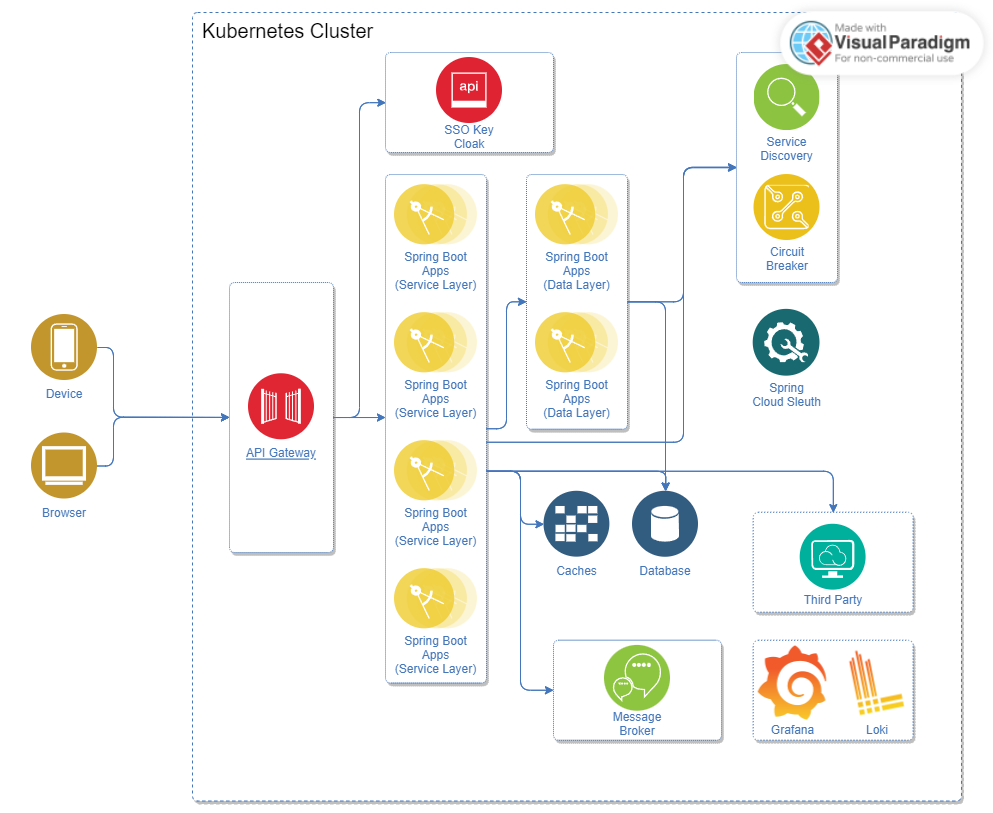 Kubernetes Cluster
Made with
Visual Paradigm
For non-commercial use
api
SSO Key
Cloak
Service
Discovery
Circuit
Breaker
Spring Boot
Apps
(Service Layer)
Spring Boot
Apps
(Data Layer)
Spring Boot
Apps
(Service Layer)
Spring Boot
Apps
(Data Layer)
Spring
Cloud Sleuth
Device
API Gateway
Browser
Spring Boot
Apps
(Service Layer)
Caches
Database
Third Party
Spring Boot
Apps
(Service Layer)
Message
Broker
Grafana
Loki